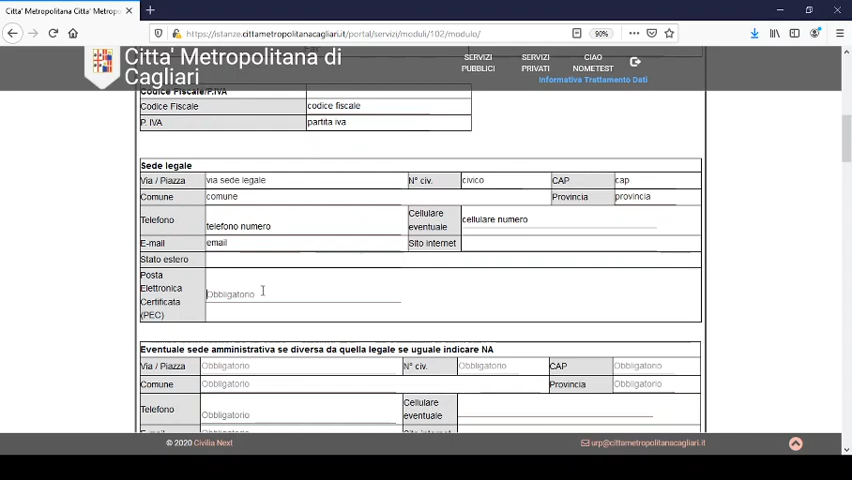 Citta' Metropolitana di Cagliari Citta' M
https://istanze.cittametropolitanacagliari.it/portal/servizi/moduli/102/modulo/
90%
Citta' Metropolitana di
Cagliari
SERVIZI
PUBBLICI
SERVIZI
PRIVATI
CIAO
NOMETEST
Informativa Trattamento Dati
Codice Fiscale/P.IVA
Codice Fiscale codice fiscale
P. IVA partita iva
Sede legale
Via / Piazza via sede legale N° civ. civico CAP cap
Comune comune Provincia provincia
Telefono telefono numero Cellulare eventuale cellulare numero
E-mail email Sito internet
Stato estero
Posta
Elettronica
Certificata
(PEC)
Obbligatorio
Eventuale sede amministrativa se diversa da quella legale se uguale indicare NA
Via / Piazza Obbligatorio N° civ. Obbligatorio CAP Obbligatorio
Comune Obbligatorio Provincia Obbligatorio
Telefono Obbligatorio Cellulare eventuale
© 2020 Civilia Next urp@cittametropolitanacagliari.it